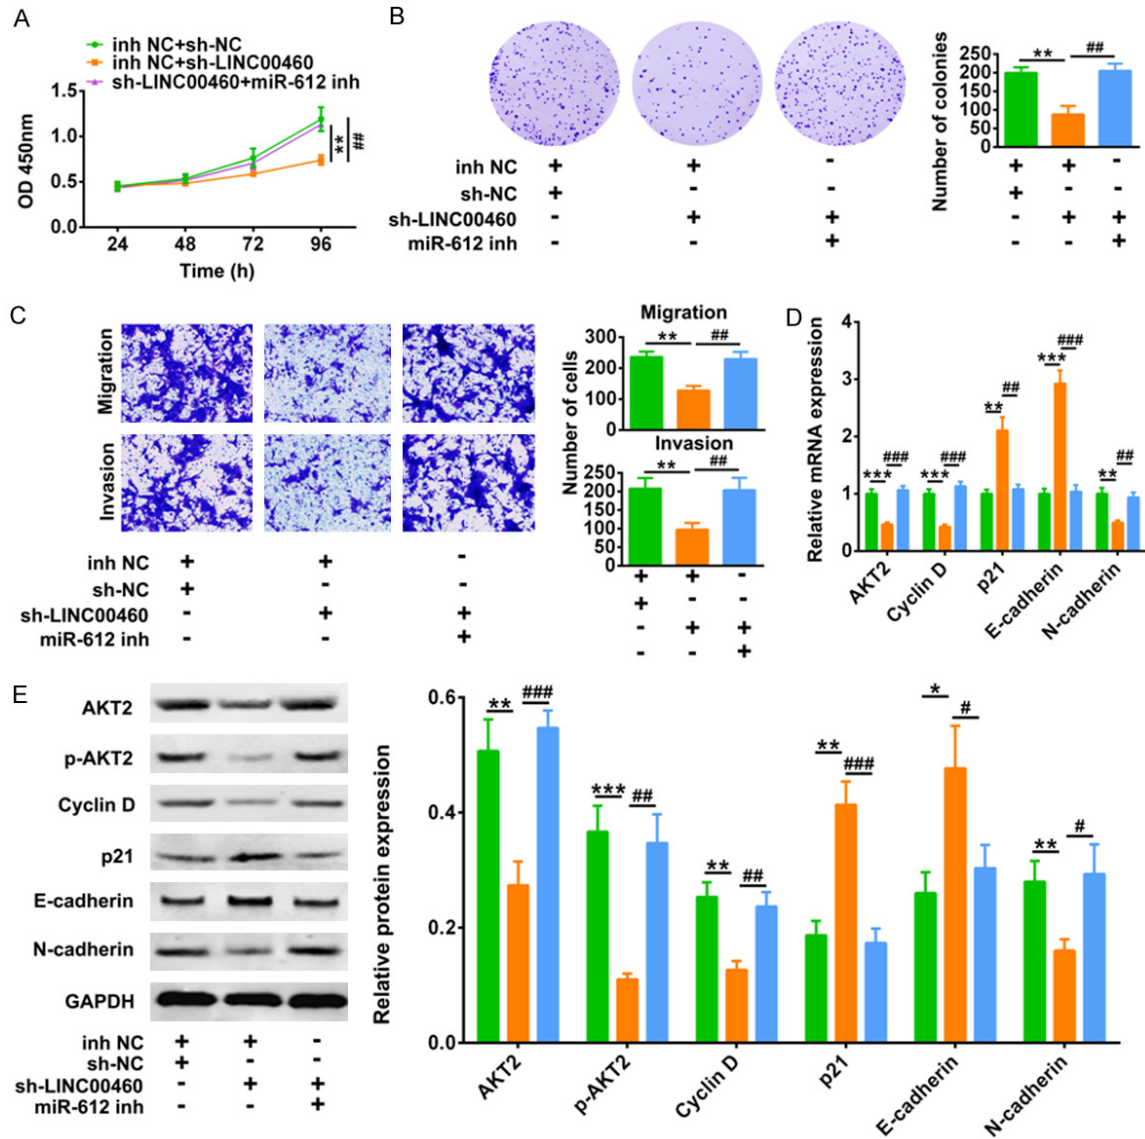 A
inh NC+sh-NC
inh NC+sh-LINC00460
sh-LINC00460+miR-612 inh
OD 450nm
1.5
1.0
0.5
0.0
24 48 72 96
Time (h)
**
##
B
inh NC + + -
sh-NC + - -
sh-LINC00460 - + +
miR-612 inh - - +
Number of colonies
250
200
150
100
50
0
** ##
+ + -
+ - -
- + +
- - +
C
Migration
Invasion
inh NC + + -
sh-NC + - -
sh-LINC00460 - + +
miR-612 inh - - +
Number of cells
Migration
300
200
100
0
** ##
Invasion
250
200
150
100
50
0
** ##
+ + -
+ - -
- + +
- - +
D
Relative mRNA expression
4
3
2
1
0
*** ### *** ### ** ## *** ### ** ##
AKT2 Cyclin D p21 E-cadherin N-cadherin
E
AKT2
p-AKT2
Cyclin D
p21
E-cadherin
N-cadherin
GAPDH
inh NC + + -
sh-NC + - -
sh-LINC00460 - + +
miR-612 inh - - +
Relative protein expression
0.6
0.4
0.2
0.0
** ### *** ## ** ## ** ### * # ** #
AKT2 p-AKT2 Cyclin D p21 E-cadherin N-cadherin